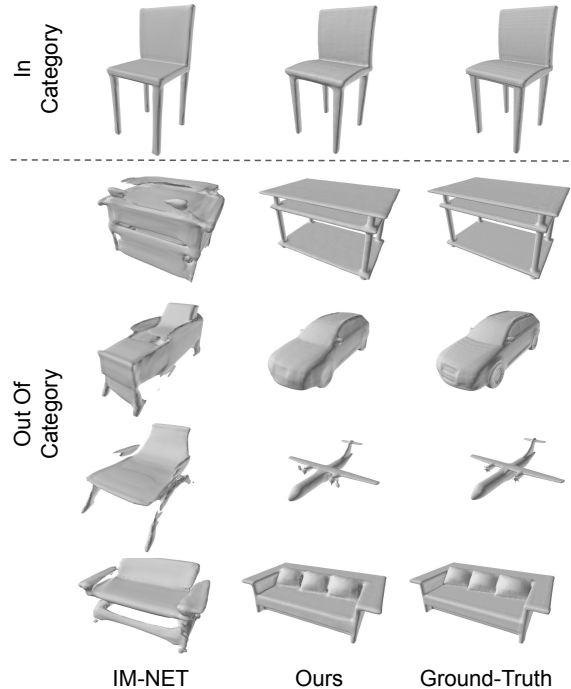 In
Category
Out Of
Category
IM-NET
Ours
Ground-Truth